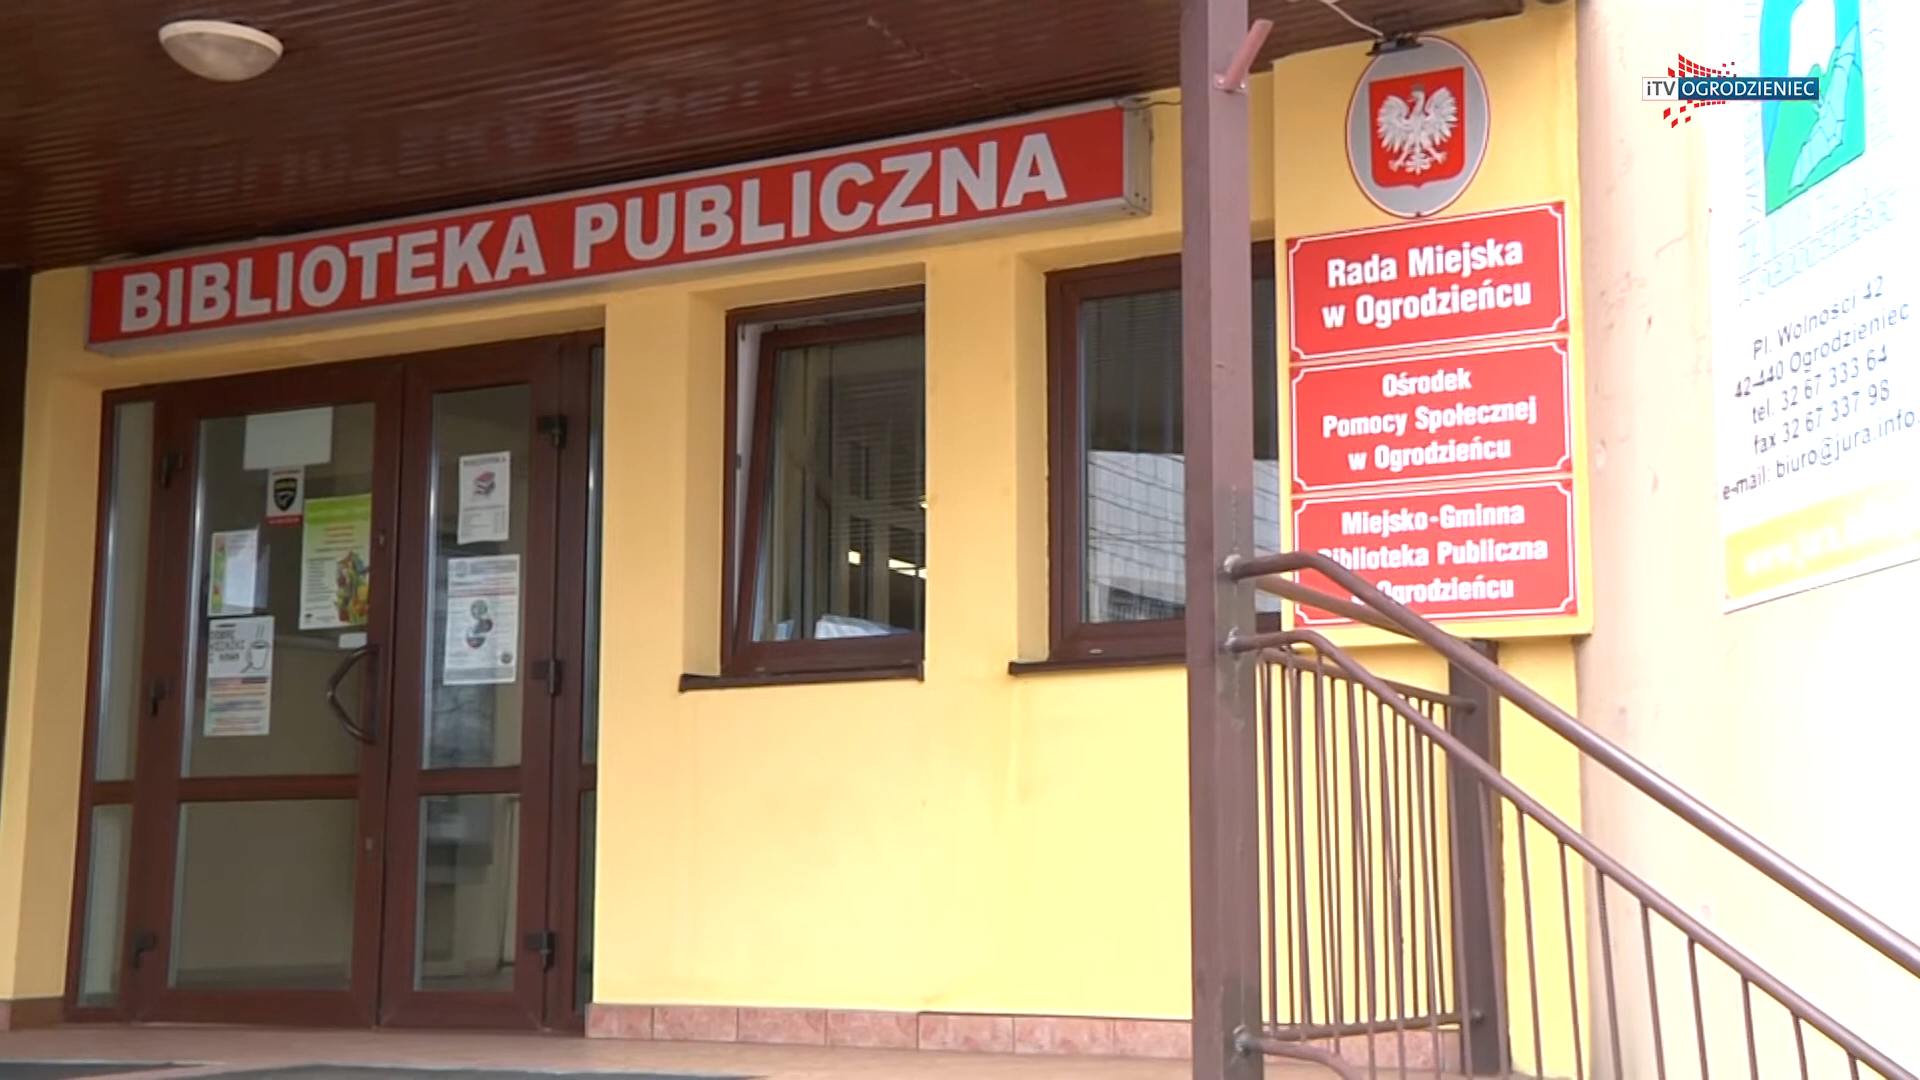 iTV OGRODZIENIEC
BIBLIOTEKA PUBLICZNA
Rada Miejska
w Ogrodzieńcu
Ośrodek
Pomocy Społecznej
w Ogrodzieńcu
Miejsko-Gminna
Biblioteka Publiczna
w Ogrodzieńcu
Pl. Wolności 42
42-440 Ogrodzieniec
tel. 32 67 333 64
fax 32 67 337 98
e-mail: biuro@jura.info.